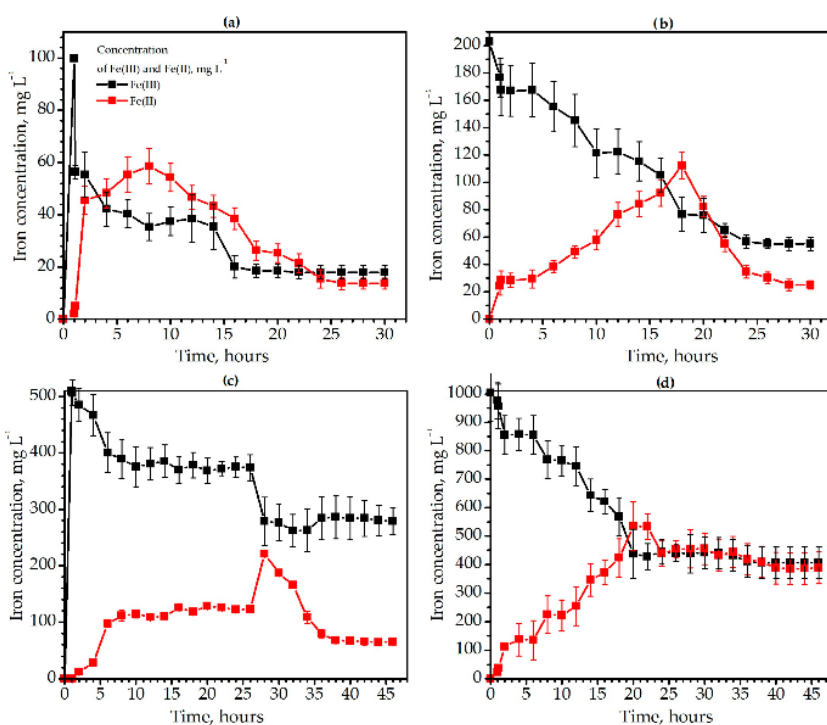 (a)
Concentration
of Fe(III) and Fe(II), mg L⁻¹
Fe(III)
Fe(II)
Iron concentration, mg L⁻¹
100
80
60
40
20
0
0 5 10 15 20 25 30
Time, hours
(b)
Iron concentration, mg L⁻¹
200
180
160
140
120
100
80
60
40
20
0
0 5 10 15 20 25 30
Time, hours
(c)
Iron concentration, mg L⁻¹
500
400
300
200
100
0
0 5 10 15 20 25 30 35 40 45
Time, hours
(d)
Iron concentration, mg L⁻¹
1000
900
800
700
600
500
400
300
200
100
0
0 5 10 15 20 25 30 35 40 45
Time, hours